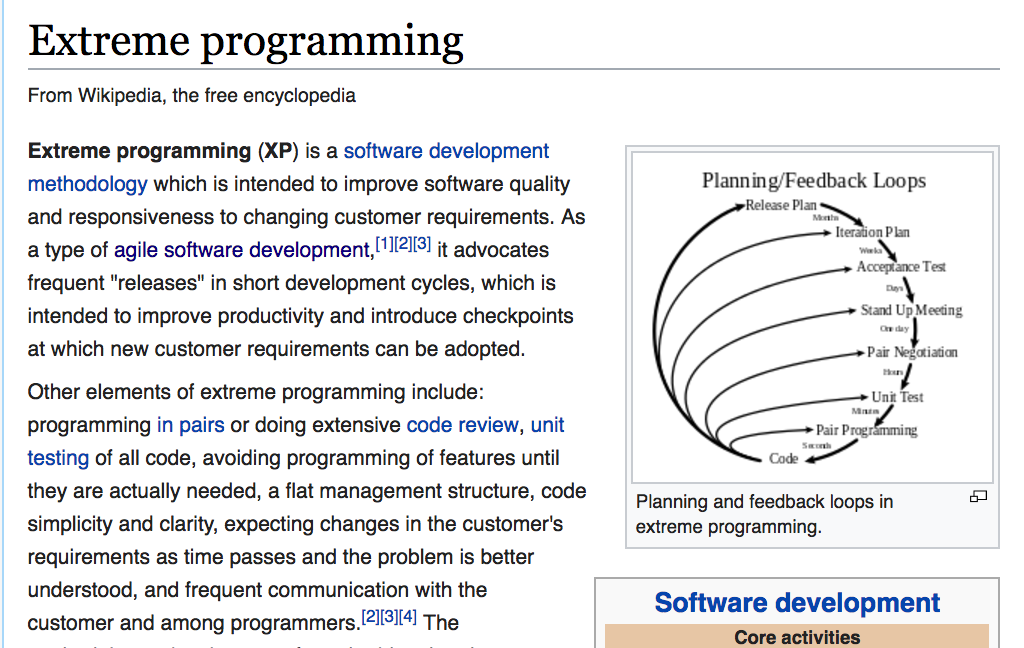 Extreme programming
From Wikipedia, the free encyclopedia
Extreme programming (XP) is a software development
methodology which is intended to improve software quality
and responsiveness to changing customer requirements. As
a type of agile software development,[1][2][3] it advocates
frequent "releases" in short development cycles, which is
intended to improve productivity and introduce checkpoints
at which new customer requirements can be adopted.
Other elements of extreme programming include:
programming in pairs or doing extensive code review, unit
testing of all code, avoiding programming of features until
they are actually needed, a flat management structure, code
simplicity and clarity, expecting changes in the customer's
requirements as time passes and the problem is better
understood, and frequent communication with the
customer and among programmers.[2][3][4] The
Planning/Feedback Loops
Release Plan
Months
Iteration Plan
Weeks
Acceptance Test
Days
Stand Up Meeting
One day
Pair Negotiation
Hours
Unit Test
Minutes
Pair Programming
Seconds
Code
Planning and feedback loops in
extreme programming.
Software development
Core activities